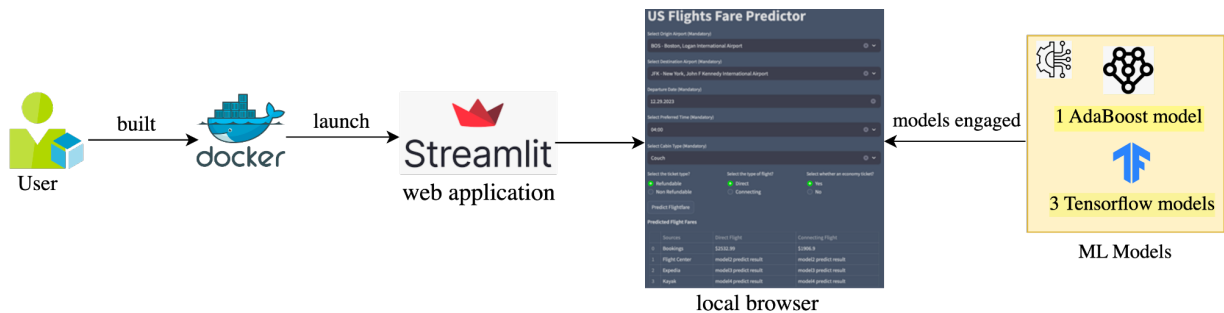 User
built
docker
launch
Streamlit
web application
US Flights Fare Predictor
Select Origin Airport (Mandatory)
BOS - Boston, Logan International Airport
Select Destination Airport (Mandatory)
JFK - New York, John F Kennedy International Airport
Departure Date (Mandatory)
12.29.2023
Select Preferred Time (Mandatory)
04:00
Select Cabin Type (Mandatory)
Coach
Select the ticket type? Select the type of flight? Select whether an economy ticket?
Refundable Direct Yes
Non-Refundable Connecting No
Predict Flightfare
Predicted Flight Fares
Sources Direct Flight Connecting Flight
0 Bookings $2532.99 $1906.9
1 Flight Center model2 predict result model2 predict result
2 Expedia model3 predict result model3 predict result
3 Kayak model4 predict result model4 predict result
local browser
models engaged
1 AdaBoost model
3 Tensorflow models
ML Models